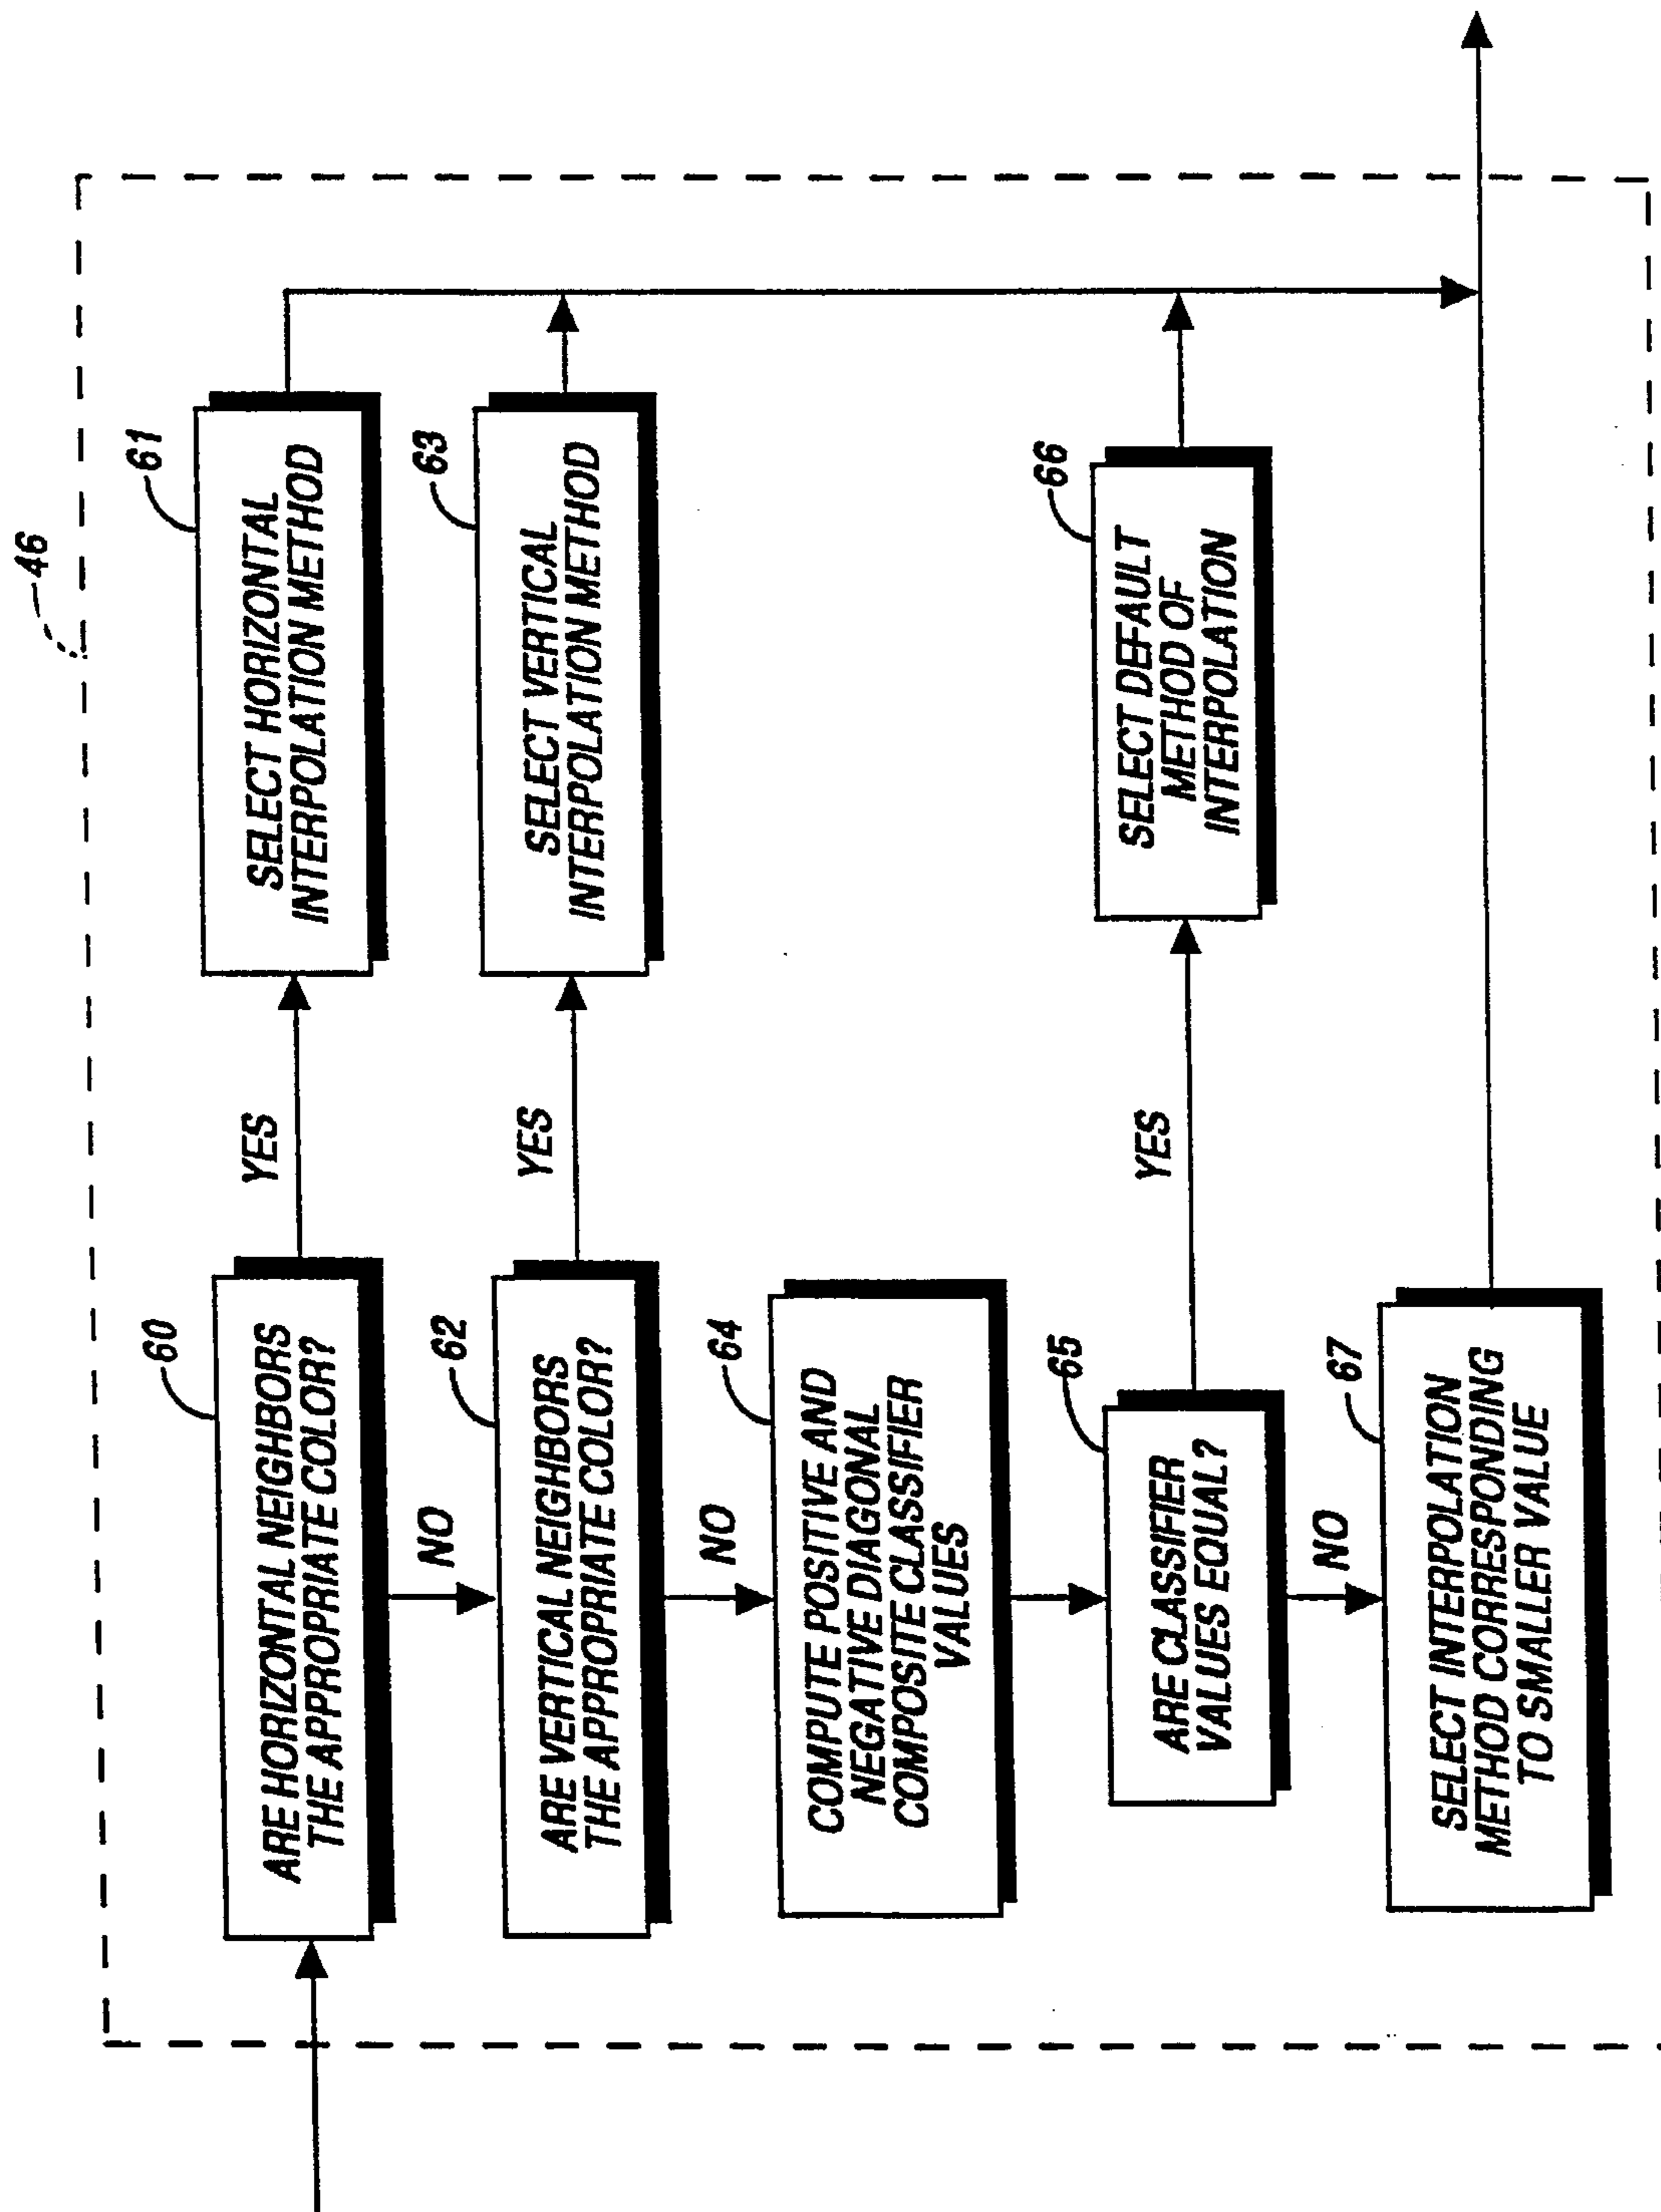 46
60
ARE HORIZONTAL NEIGHBORS
THE APPROPRIATE COLOR?
YES
61
SELECT HORIZONTAL
INTERPOLATION METHOD
NO
62
ARE VERTICAL NEIGHBORS
THE APPROPRIATE COLOR?
YES
63
SELECT VERTICAL
INTERPOLATION METHOD
NO
64
COMPUTE POSITIVE AND
NEGATIVE DIAGONAL
COMPOSITE CLASSIFIER
VALUES
65
ARE CLASSIFIER
VALUES EQUAL?
YES
66
SELECT DEFAULT
METHOD OF
INTERPOLATION
NO
67
SELECT INTERPOLATION
METHOD CORRESPONDING
TO SMALLER VALUE